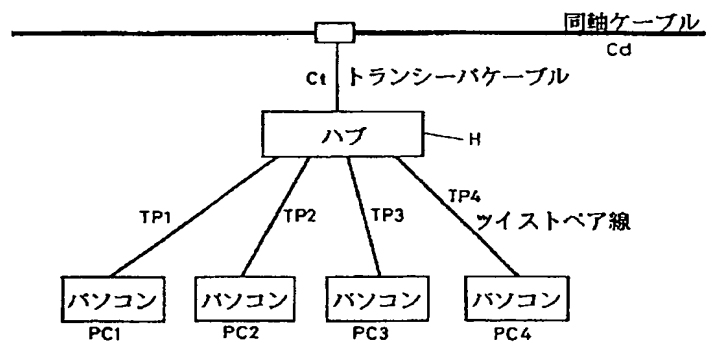 同軸ケーブル
Cd
Ct トランシーバケーブル
ハブ
H
TP1 TP2 TP3 TP4
ツイストペア線
パソコン パソコン パソコン パソコン
PC1 PC2 PC3 PC4